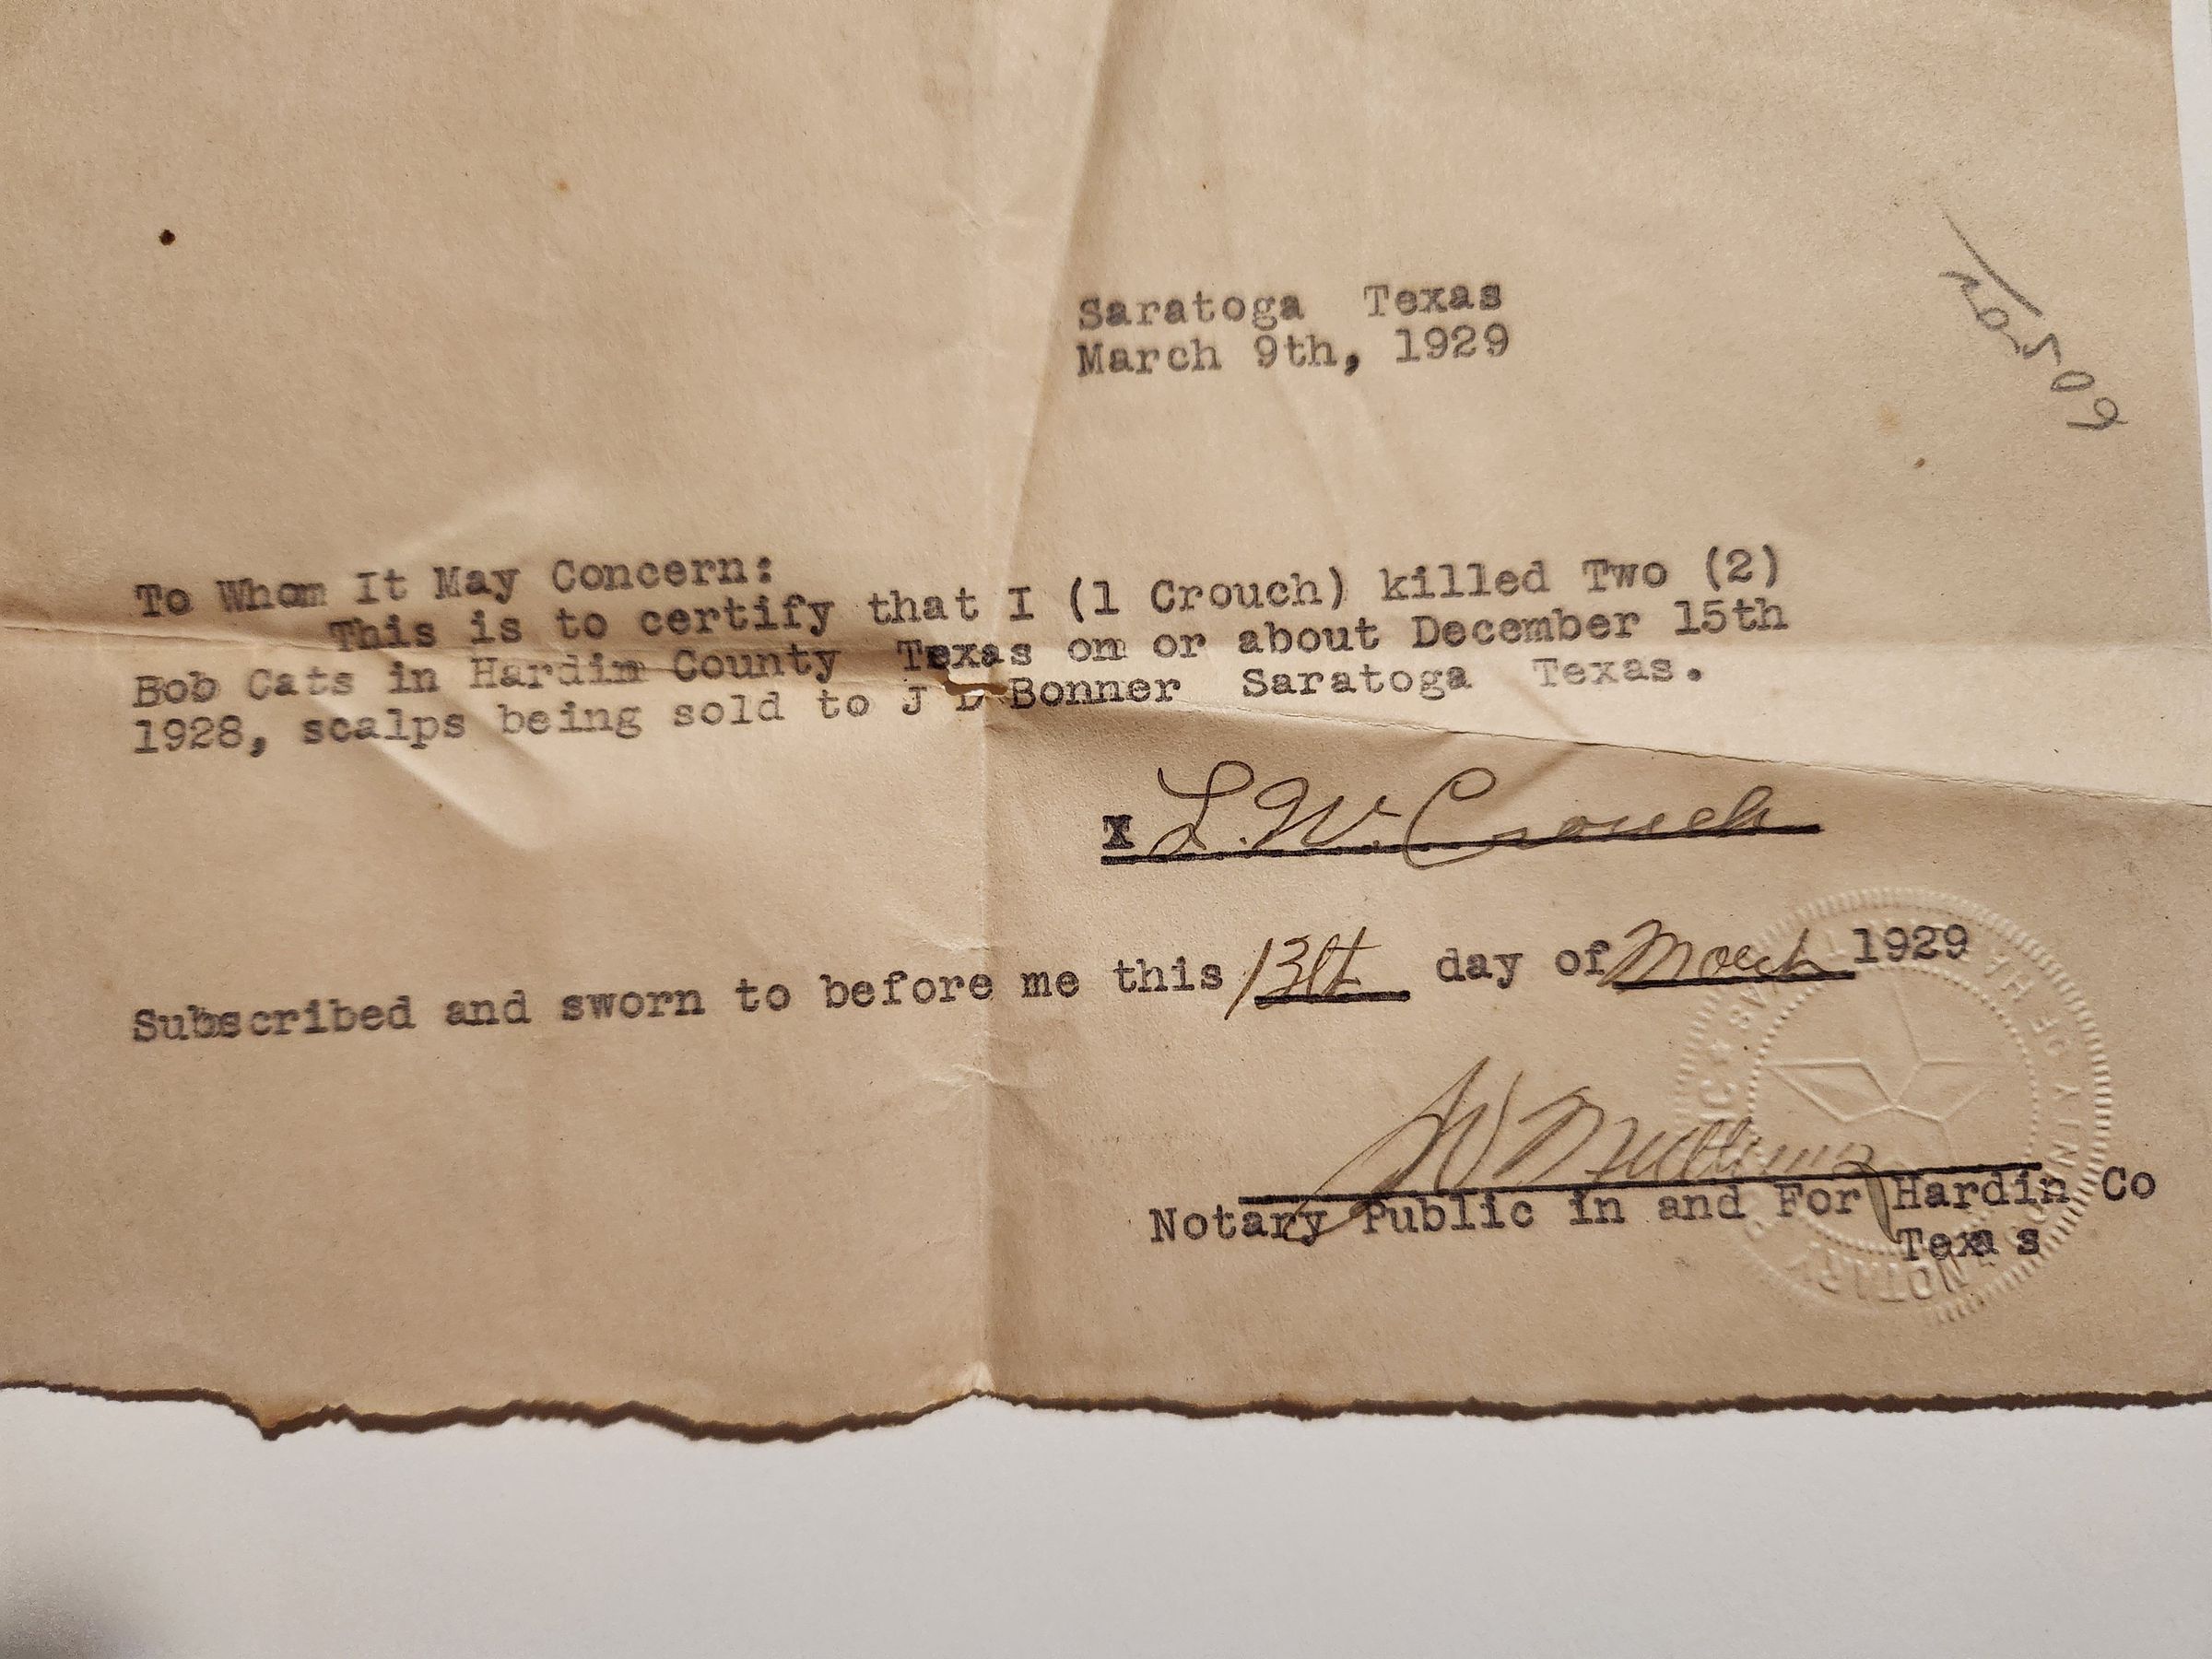 Saratoga Texas
March 9th, 1929
To Whom It May Concern:
This is to certify that I (l Crouch) killed Two (2)
Bob Cats in Hardin County Texas on or about December 15th
1928, scalps being sold to J D Bonner Saratoga Texas.
X L. W. Crouch
Subscribed and sworn to before me this 13th day of March 1929
Notary Public in and For Hardin Co
Texas
NOTARY PUBLIC